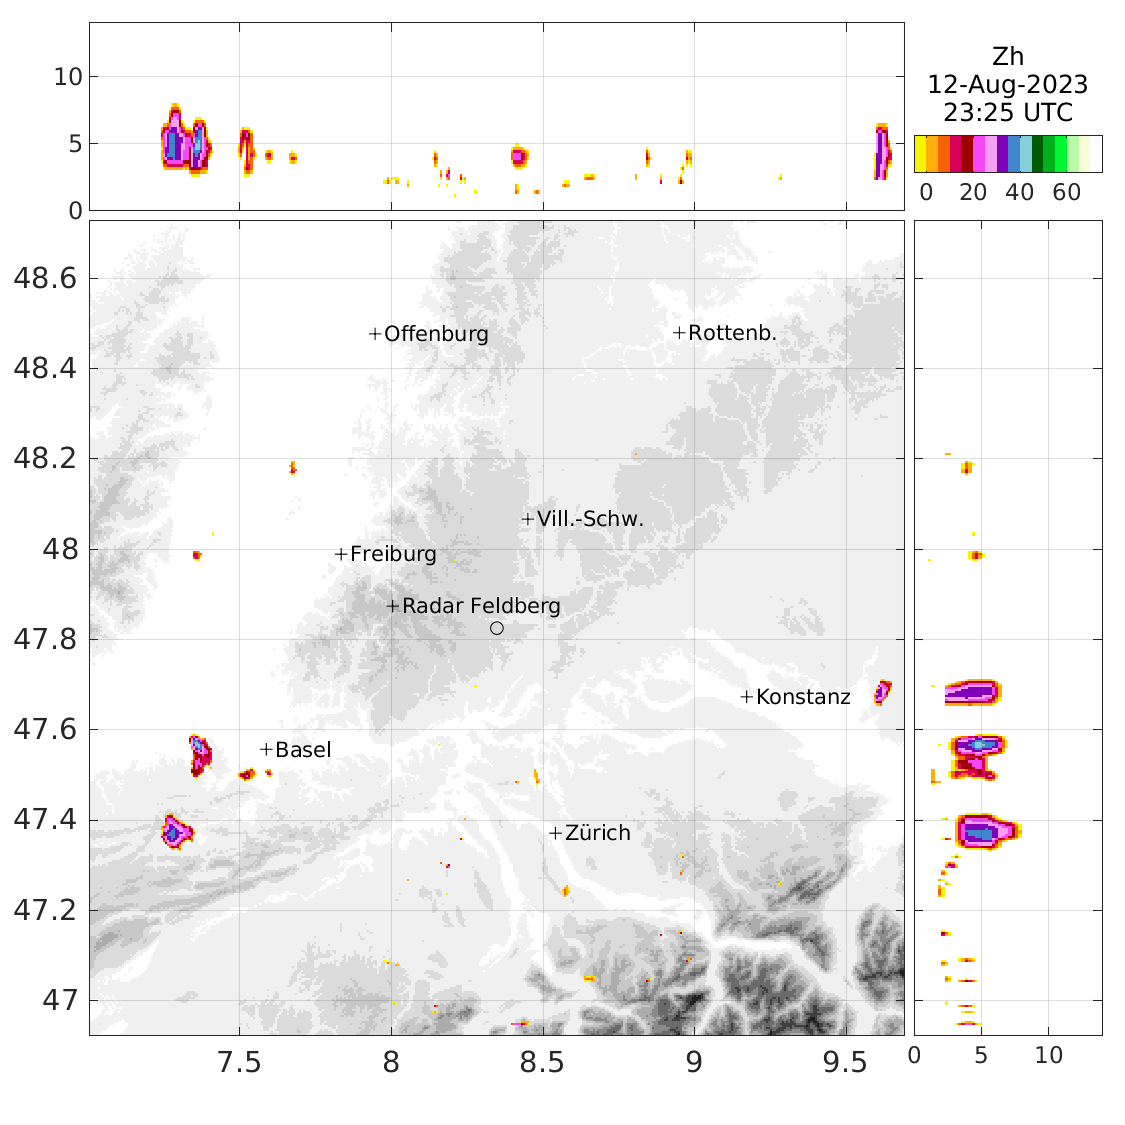 Zh
12-Aug-2023
23:25 UTC
0 20 40 60
10
5
0
48.6
48.4
48.2
48
47.8
47.6
47.4
47.2
47
Offenburg
Rottenb.
Vill.-Schw.
Freiburg
Radar Feldberg
Konstanz
Basel
Zürich
7.5 8 8.5 9 9.5
0 5 10